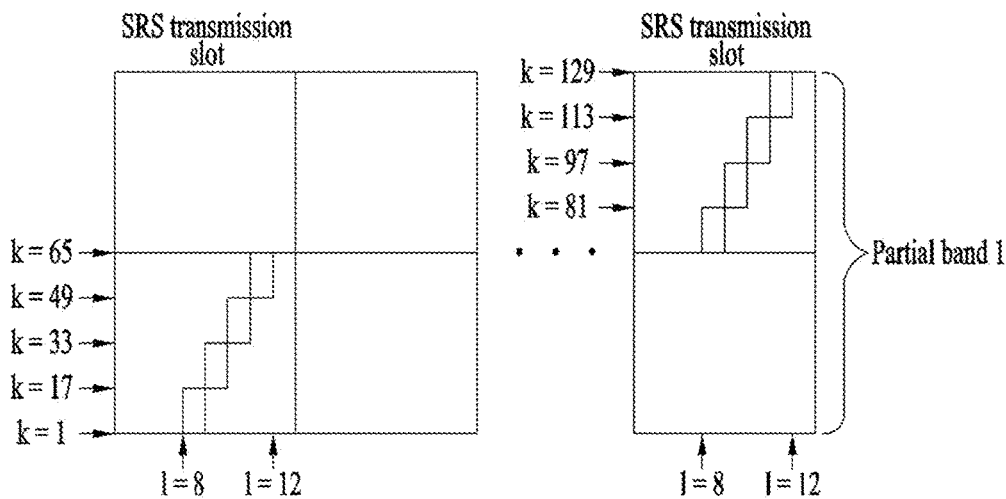 SRS transmission
slot
k = 65
k = 49
k = 33
k = 17
k = 1
l = 8
l = 12
SRS transmission
slot
k = 129
k = 113
k = 97
k = 81
• • •
l = 8
l = 12
Partial band 1